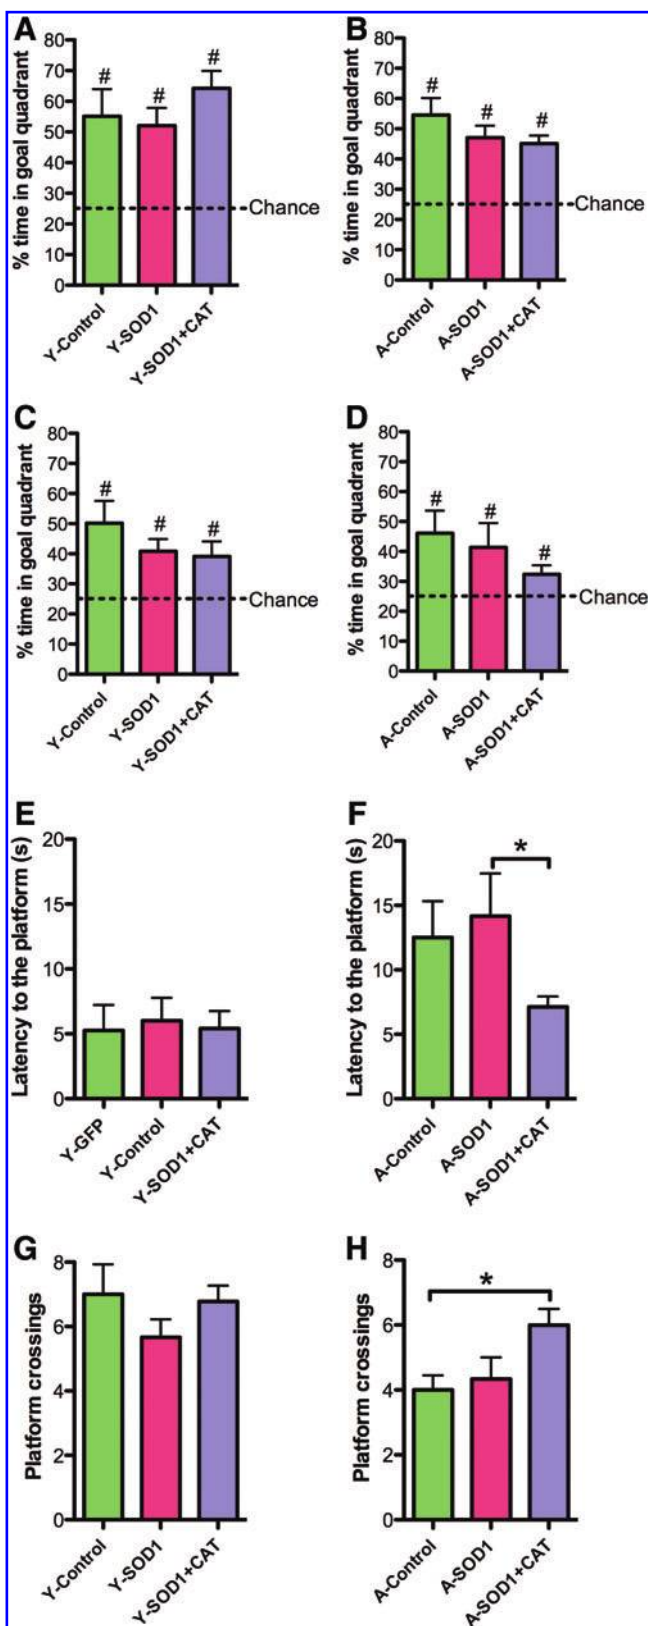 A
% time in goal quadrant
80
70
60
50
40
30
20
10
0
#
#
#
Chance
Y-Control
Y-SOD1
Y-SOD1+CAT
B
% time in goal quadrant
80
70
60
50
40
30
20
10
0
#
#
#
Chance
A-Control
A-SOD1
A-SOD1+CAT
C
% time in goal quadrant
80
70
60
50
40
30
20
10
0
#
#
#
Chance
Y-Control
Y-SOD1
Y-SOD1+CAT
D
% time in goal quadrant
80
70
60
50
40
30
20
10
0
#
#
#
Chance
A-Control
A-SOD1
A-SOD1+CAT
E
Latency to the platform (s)
20
15
10
5
0
Y-GFP
Y-Control
Y-SOD1+CAT
F
Latency to the platform (s)
20
15
10
5
0
*
A-Control
A-SOD1
A-SOD1+CAT
G
Platform crossings
8
6
4
2
0
Y-Control
Y-SOD1
Y-SOD1+CAT
H
Platform crossings
8
6
4
2
0
*
A-Control
A-SOD1
A-SOD1+CAT